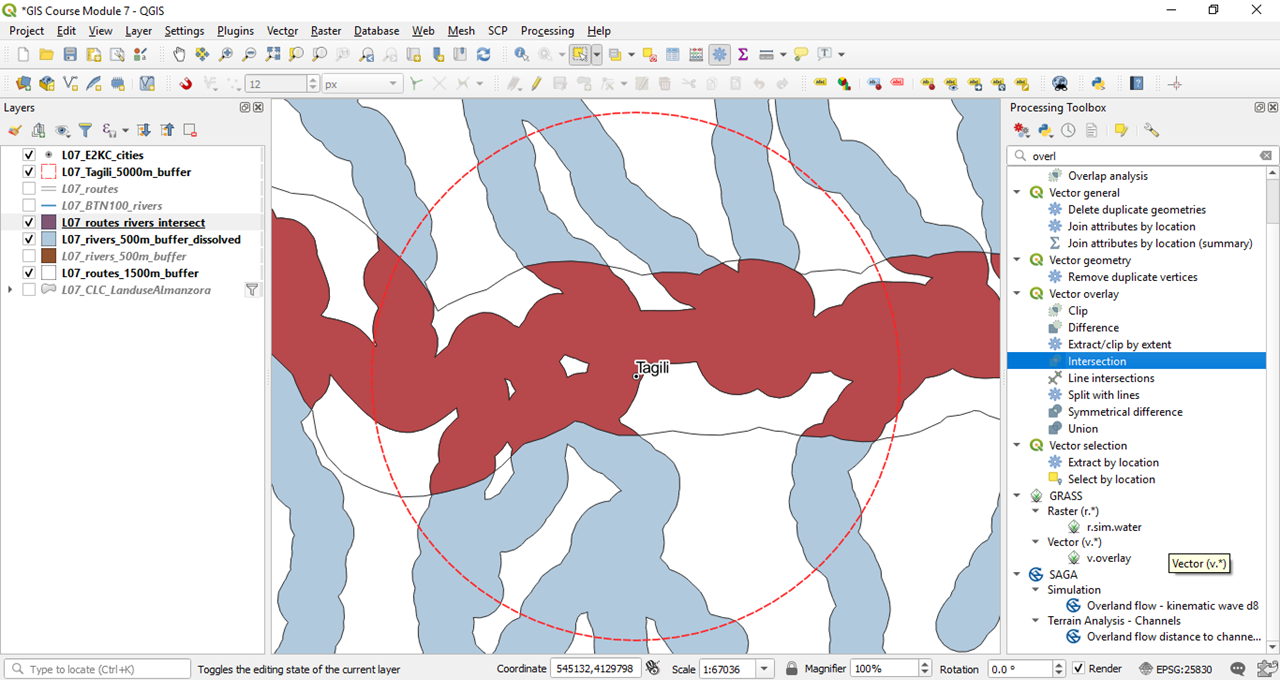 *GIS Course Module 7 - QGIS
Project Edit View Layer Settings Plugins Vector Raster Database Web Mesh SCP Processing Help
12 px
Layers
L07_E2KC_cities
L07_Tagili_5000m_buffer
L07_routes
L07_BTN100_rivers
L07_routes_rivers_intersect
L07_rivers_500m_buffer_dissolved
L07_rivers_500m_buffer
L07_routes_1500m_buffer
L07_CLC_LanduseAlmanzora
Tagili
Processing Toolbox
overl
Overlap analysis
Vector general
Delete duplicate geometries
Join attributes by location
Join attributes by location (summary)
Vector geometry
Remove duplicate vertices
Vector overlay
Clip
Difference
Extract/clip by extent
Intersection
Line intersections
Split with lines
Symmetrical difference
Union
Vector selection
Extract by location
Select by location
GRASS
Raster (r.*)
r.sim.water
Vector (v.*)
v.overlay
Vector (v.*)
SAGA
Simulation
Overland flow - kinematic wave d8
Terrain Analysis - Channels
Overland flow distance to channe...
Type to locate (Ctrl+K) Toggles the editing state of the current layer Coordinate 545132,4129798 Scale 1:67036 Magnifier 100% Rotation 0.0 ° Render EPSG:25830